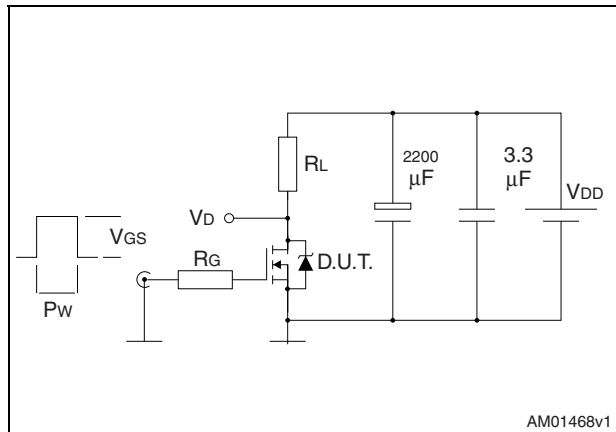 RL
2200
μF
3.3
μF
VDD
VD
VGS
RG
D.U.T.
PW
AM01468v1